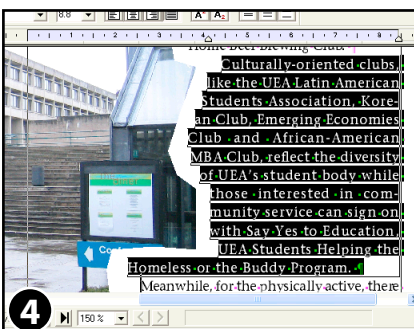 8.8
Home Beer Brewing Club.
Culturally-oriented clubs,
like the UEA Latin American
Students Association, Kore-
an Club, Emerging Economies
Club and African-American
MBA Club, reflect the diversity
of UEA's student body while
those interested in com-
munity service can sign on
with Say Yes to Education,
UEA Students Helping the
Homeless or the Buddy Program.
Meanwhile, for the physically active, there
4
150 %